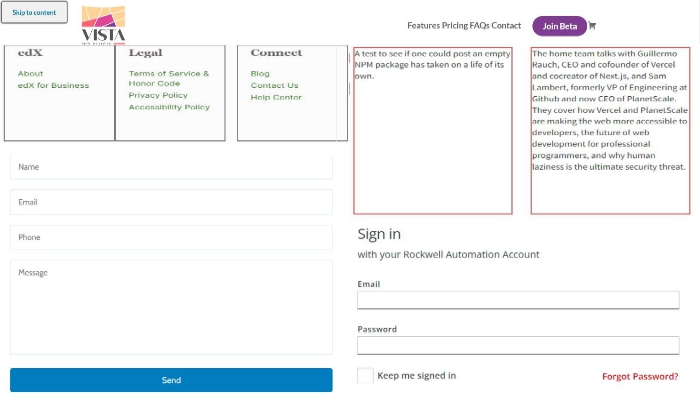 Skip to content
VISTA
Features Pricing FAQs Contact
Join Beta
edX
About
edX for Business
Legal
Terms of Service &
Honor Code
Privacy Policy
Accessibility Policy
Connect
Blog
Contact Us
Help Center
A test to see if one could post an empty
NPM package has taken on a life of its
own.
The home team talks with Guillermo
Rauch, CEO and cofounder of Vercel
and cocreator of Next.js, and Sam
Lambert, formerly VP of Engineering at
Github and now CEO of PlanetScale.
They cover how Vercel and PlanetScale
are making the web more accessible to
developers, the future of web
development for professional
programmers, and why human
laziness is the ultimate security threat.
Name
Email
Phone
Message
Send
Sign in
with your Rockwell Automation Account
Email
Password
Keep me signed in
Forgot Password?